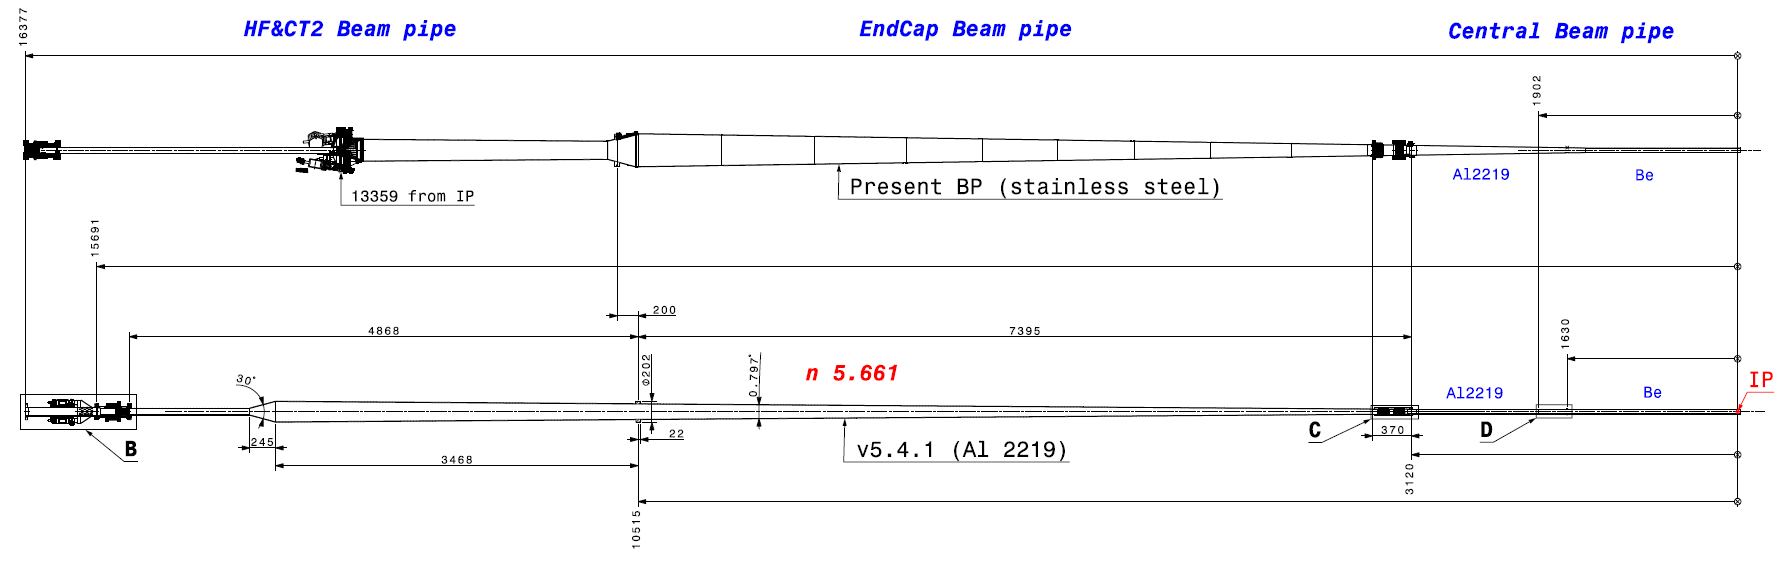 16377
HF&CT2 Beam pipe
EndCap Beam pipe
Central Beam pipe
1902
Al2219
Be
Present BP (stainless steel)
13359 from IP
15691
200
4868
7395
1630
Φ202
0.797°
n 5.661
30°
IP
Al2219
Be
B
245
22
v5.4.1 (Al 2219)
C
370
D
3468
3120
10515